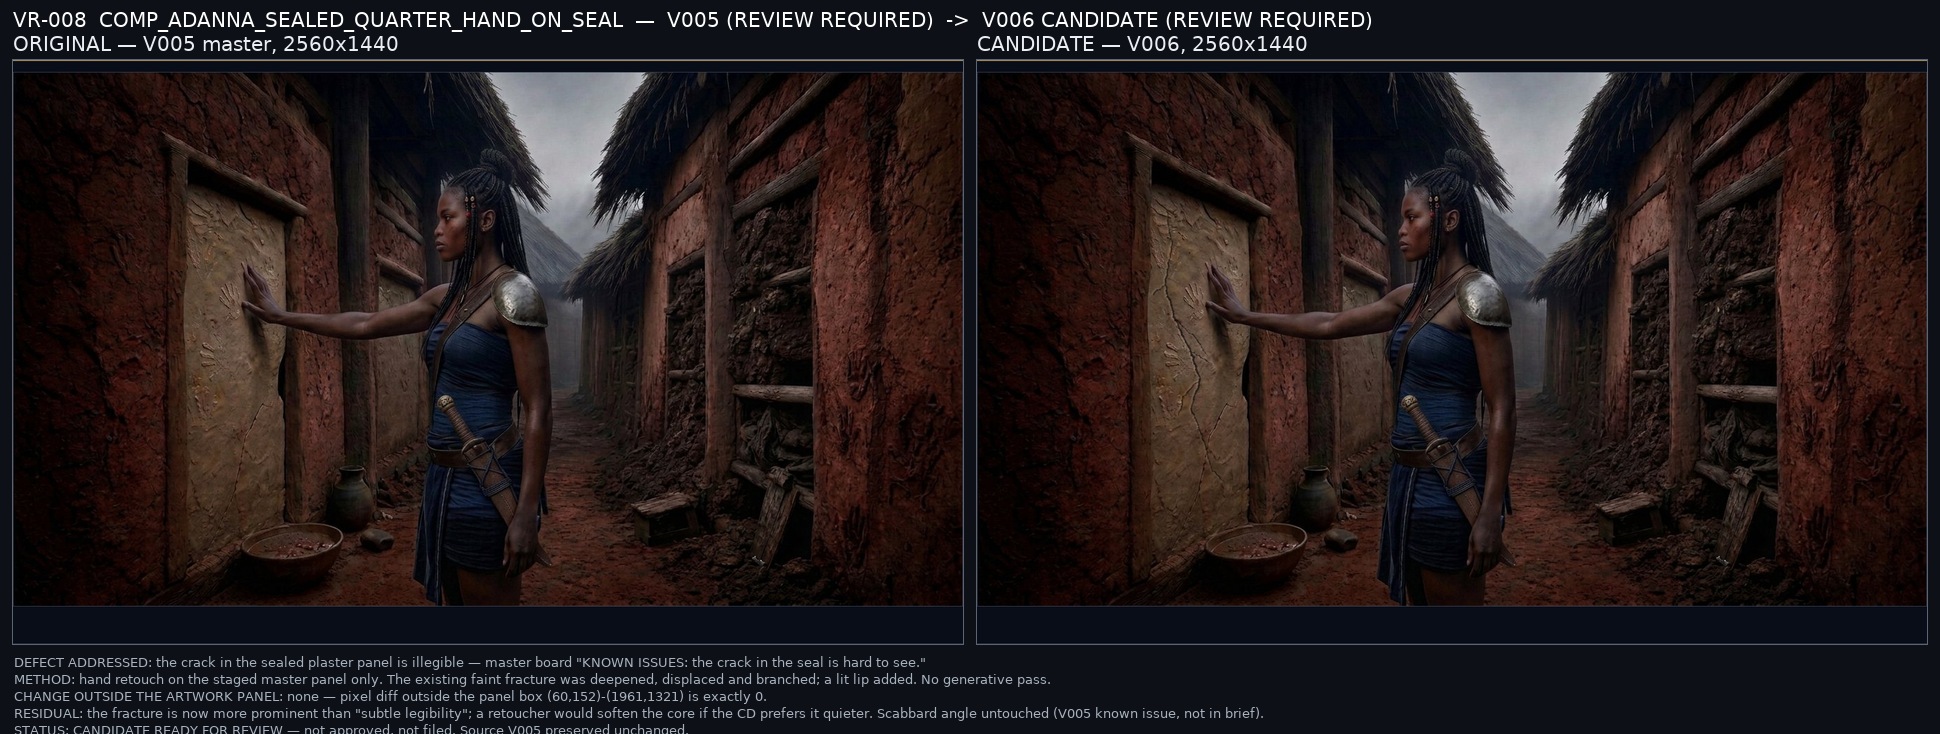 VR-008 COMP_ADANNA_SEALED_QUARTER_HAND_ON_SEAL — V005 (REVIEW REQUIRED) -> V006 CANDIDATE (REVIEW REQUIRED)
ORIGINAL — V005 master, 2560x1440
CANDIDATE — V006, 2560x1440
DEFECT ADDRESSED: the crack in the sealed plaster panel is illegible — master board "KNOWN ISSUES: the crack in the seal is hard to see."
METHOD: hand retouch on the staged master panel only. The existing faint fracture was deepened, displaced and branched; a lit lip added. No generative pass.
CHANGE OUTSIDE THE ARTWORK PANEL: none — pixel diff outside the panel box (60,152)-(1961,1321) is exactly 0.
RESIDUAL: the fracture is now more prominent than "subtle legibility"; a retoucher would soften the core if the CD prefers it quieter. Scabbard angle untouched (V005 known issue, not in brief).
STATUS: CANDIDATE READY FOR REVIEW — not approved, not filed. Source V005 preserved unchanged.